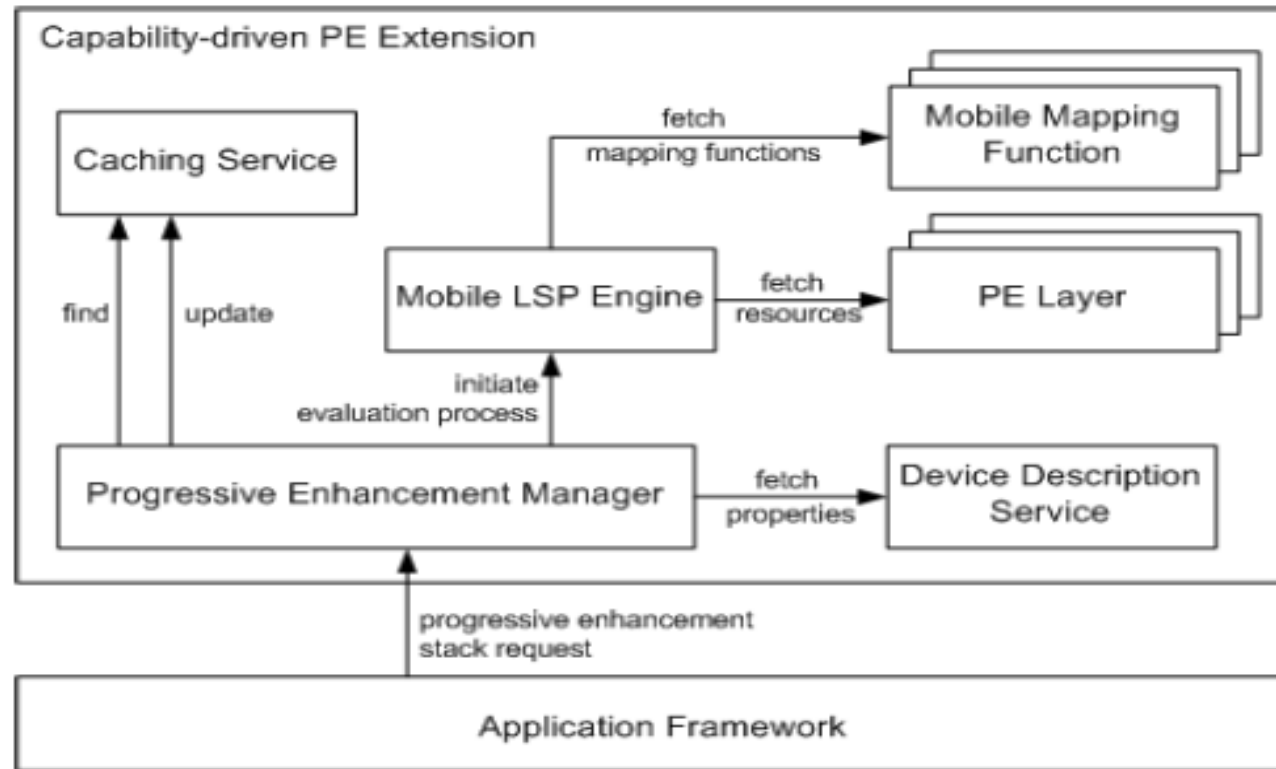 Capability-driven PE Extension
Caching Service
fetch
mapping functions
Mobile Mapping
Function
find
update
Mobile LSP Engine
fetch
resources
PE Layer
initiate
evaluation process
Progressive Enhancement Manager
fetch
properties
Device Description
Service
progressive enhancement
stack request
Application Framework